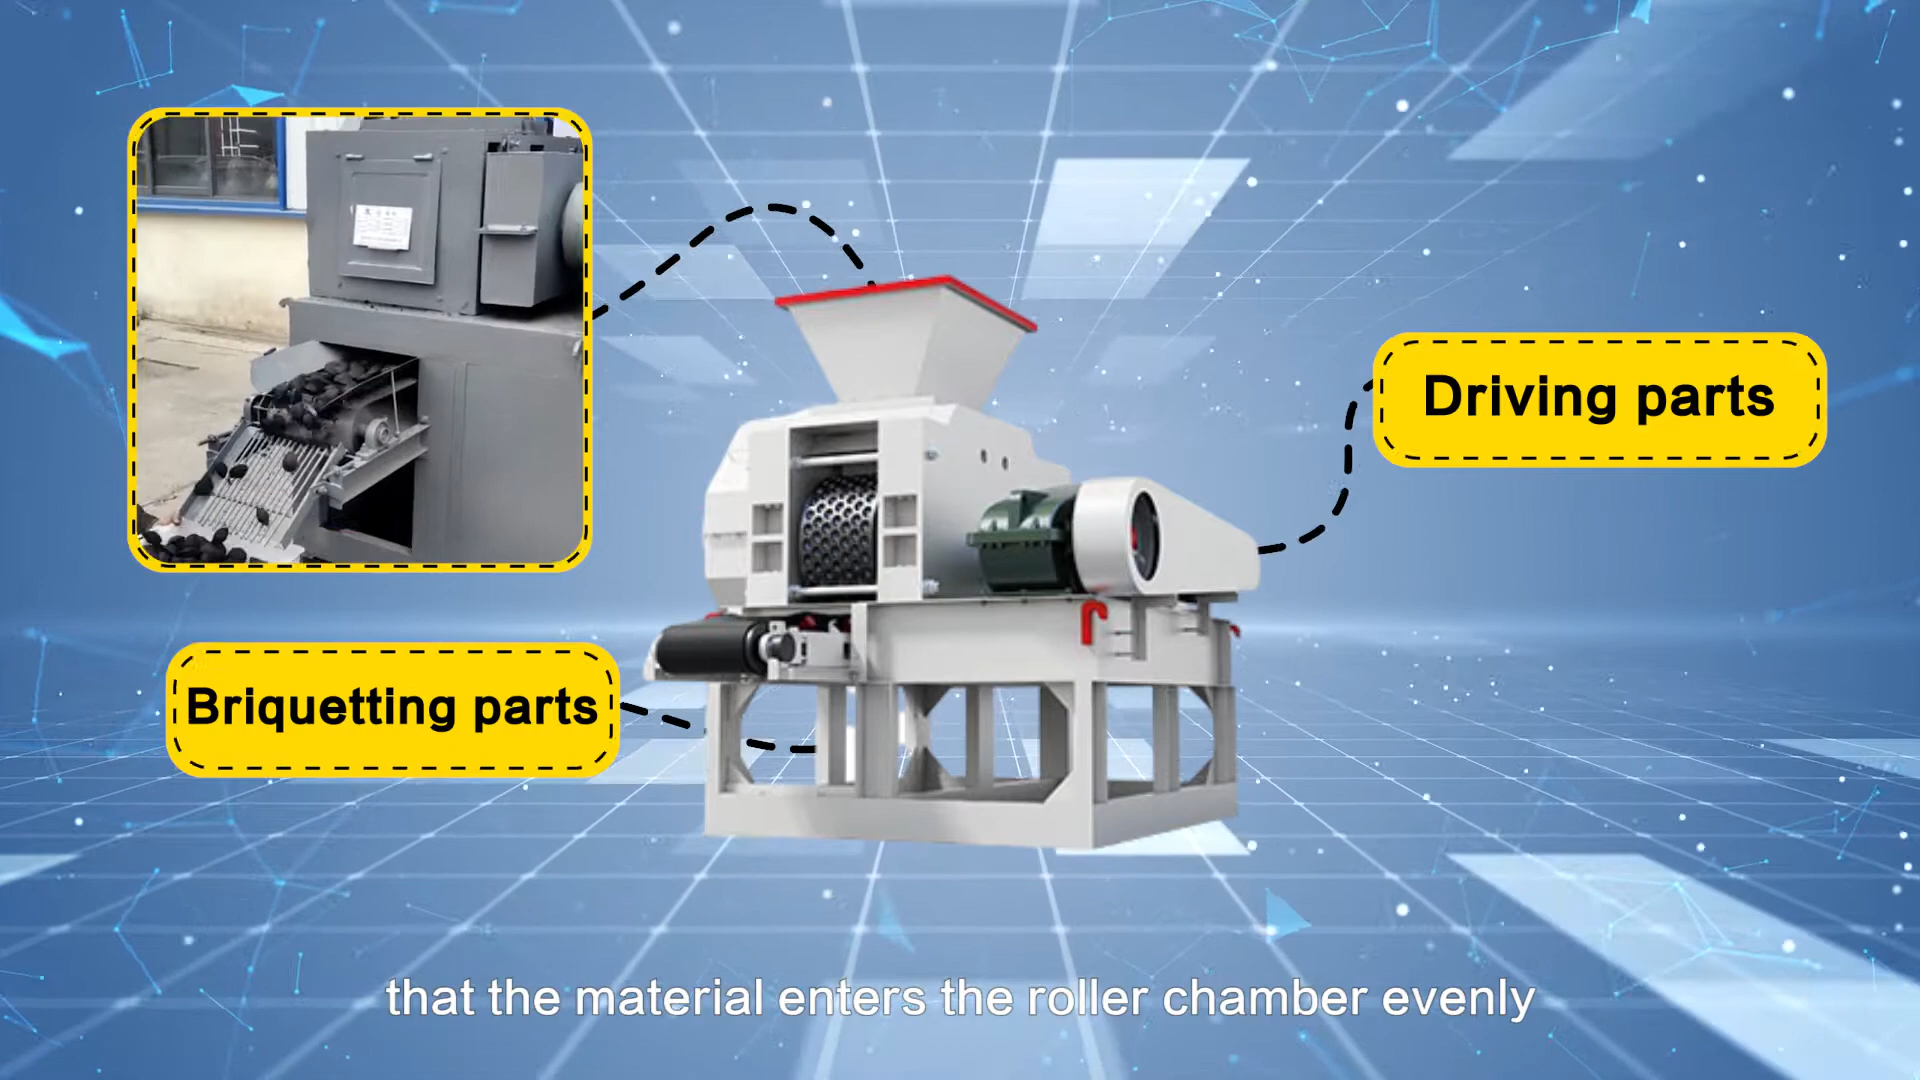 Driving parts
Briquetting parts
that the material enters the roller chamber evenly